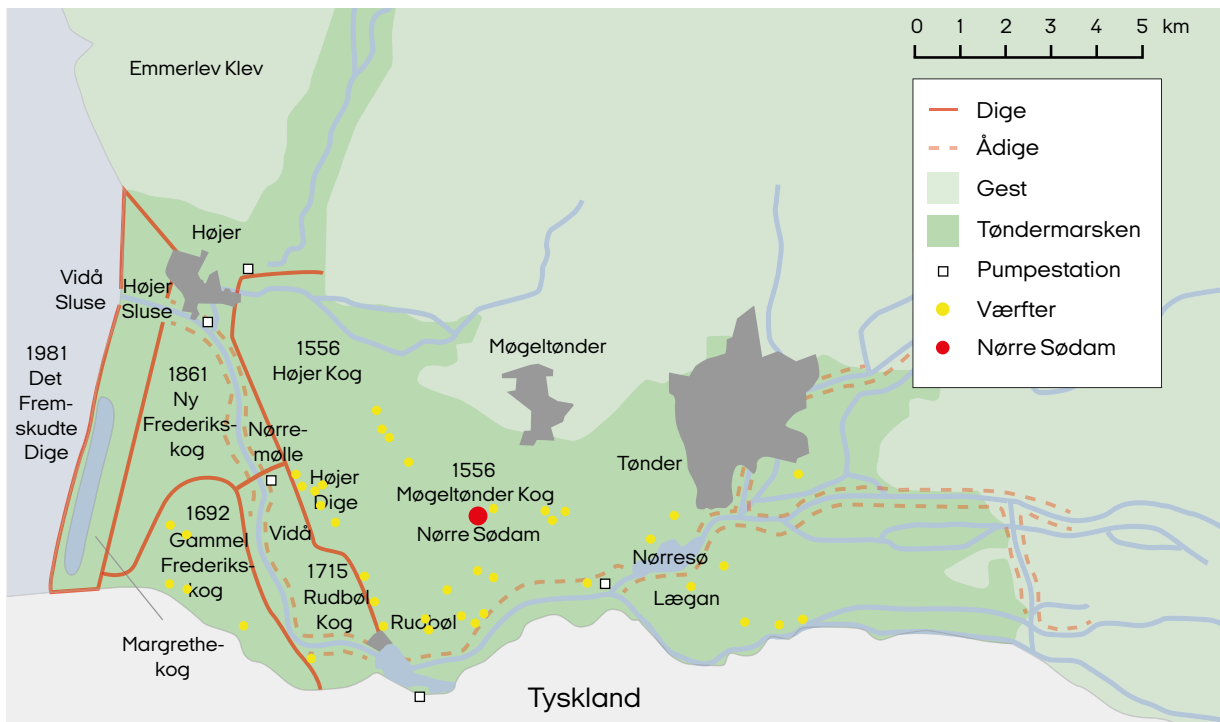 Emmerlev Klev
0 1 2 3 4 5 km
Dige
Ådige
Gest
Tøndermarsken
Pumpestation
Værfter
Nørre Sødam
Højer
Vidå
Sluse
Højer
Sluse
1981
Det
Frem-
skudte
Dige
1861
Ny
Frederiks-
kog
1556
Højer Kog
Møgeltønder
Nørre-
mølle
Højer
Dige
1556
Møgeltønder Kog
Nørre Sødam
Tønder
1692
Gammel
Frederiks-
kog
Vidå
1715
Rudbøl
Kog
Rudbøl
Nørresø
Lægan
Margrethe-
kog
Tyskland